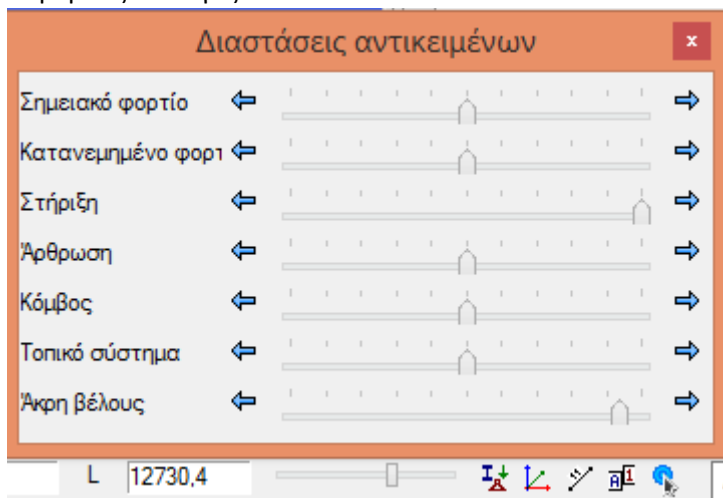 Διαστάσεις αντικειμένων
x
Σημειακό φορτίο
Κατανεμημένο φορτ
Στήριξη
Άρθρωση
Κόμβος
Τοπικό σύστημα
Άκρη βέλους
L 12730,4